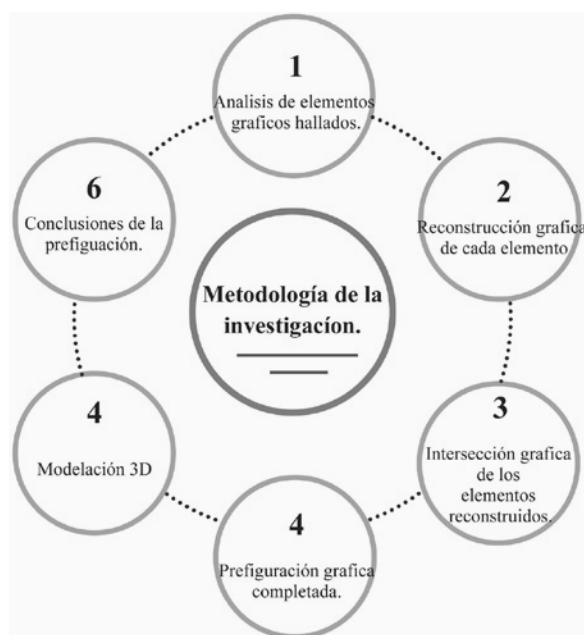 1
Analisis de elementos
graficos hallados.
2
Reconstrucción grafica
de cada elemento
3
Intersección grafica
de los
elementos
reconstruidos.
4
Prefiguración grafica
completada.
4
Modelación 3D
6
Conclusiones de la
prefiguación.
Metodología de la
investigacíon.